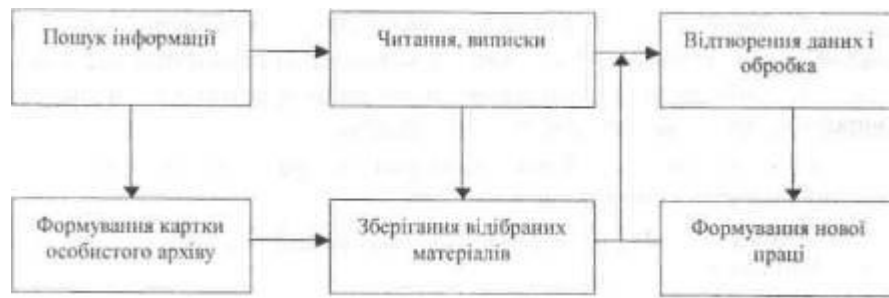 Пошук інформації
Читання, виписки
Відтворення даних і
обробка
Формування картки
особистого архіву
Зберігання відібраних
матеріалів
Формування нової
праці